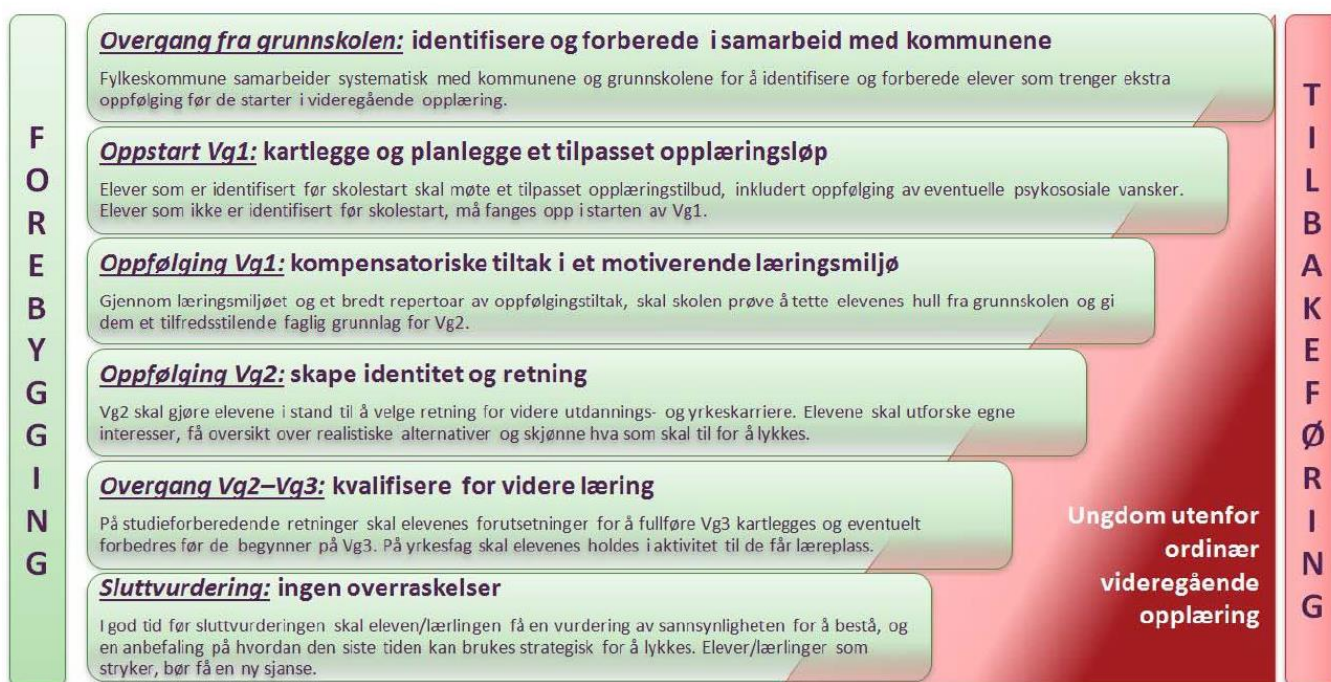 FOREBYGGING
Overgang fra grunnskolen: identifisere og forberede i samarbeid med kommunene
Fylkeskommune samarbeider systematisk med kommunene og grunnskolene for å identifisere og forberede elever som trenger ekstra
oppfølging før de starter i videregående opplæring.
Oppstart Vg1: kartlegge og planlegge et tilpasset opplæringsløp
Elever som er identifisert før skolestart skal møte et tilpasset opplæringstilbud, inkludert oppfølging av eventuelle psykososiale vansker.
Elever som ikke er identifisert før skolestart, må fanges opp i starten av Vg1.
Oppfølging Vg1: kompensatoriske tiltak i et motiverende læringsmiljø
Gjennom læringsmiljøet og et bredt repertoar av oppfølgingstiltak, skal skolen prøve å tette elevenes hull fra grunnskolen og gi
dem et tilfredsstilende faglig grunnlag for Vg2.
Oppfølging Vg2: skape identitet og retning
Vg2 skal gjøre elevene i stand til å velge retning for videre utdannings- og yrkeskarriere. Elevene skal utforske egne
interesser, få oversikt over realistiske alternativer og skjønne hva som skal til for å lykkes.
Overgang Vg2–Vg3: kvalifisere for videre læring
På studieforberedende retninger skal elevenes forutsetninger for å fullføre Vg3 kartlegges og eventuelt
forbedres før de begynner på Vg3. På yrkesfag skal elevenes holdes i aktivitet til de får læreplass.
Sluttvurdering: ingen overraskelser
I god tid før sluttvurderingen skal eleven/lærlingen få en vurdering av sannsynligheten for å bestå, og
en anbefaling på hvordan den siste tiden kan brukes strategisk for å lykkes. Elever/lærlinger som
stryker, bør få en ny sjanse.
Ungdom utenfor
ordinær
videregående
opplæring
TILBAKEFØRING